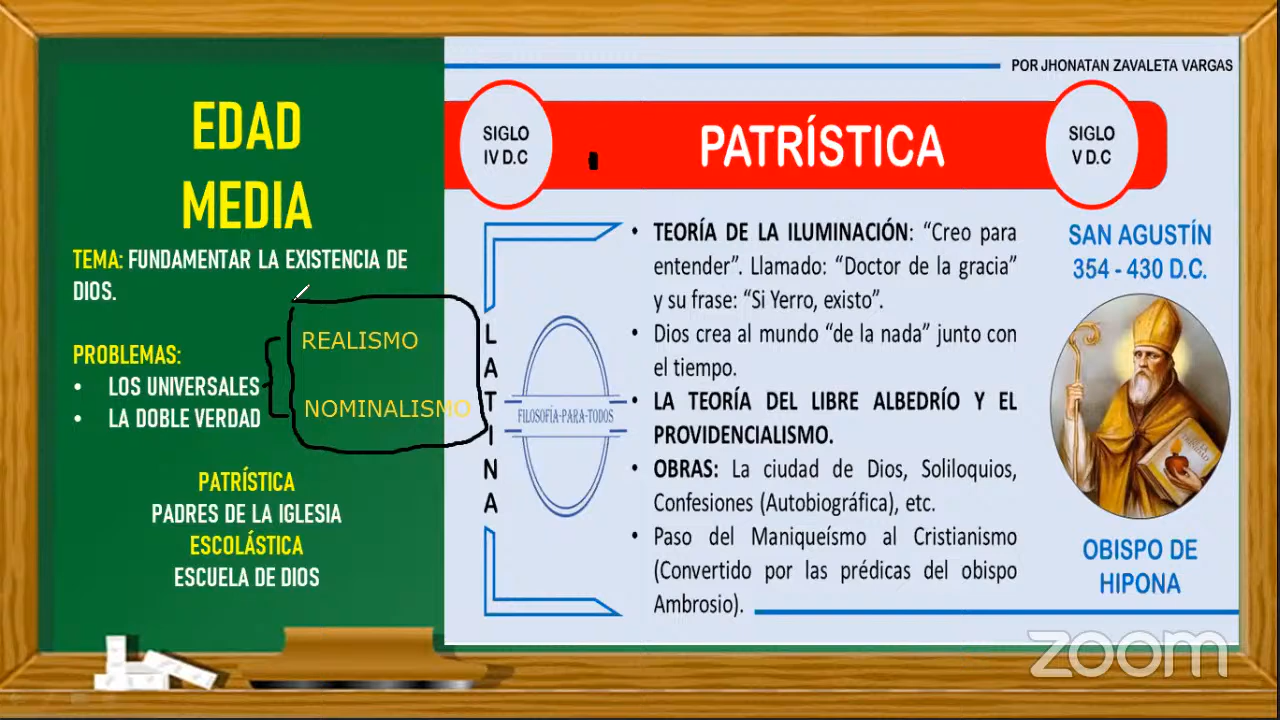 EDAD
MEDIA
TEMA: FUNDAMENTAR LA EXISTENCIA DE
DIOS.
PROBLEMAS:
• LOS UNIVERSALES
• LA DOBLE VERDAD
REALISMO
NOMINALISMO
PATRÍSTICA
PADRES DE LA IGLESIA
ESCOLÁSTICA
ESCUELA DE DIOS
POR JHONATAN ZAVALETA VARGAS
SIGLO
IV D.C
PATRÍSTICA
SIGLO
V D.C
LATINA
FILOSOFÍA-PARA-TODOS
• TEORÍA DE LA ILUMINACIÓN: “Creo para
entender”. Llamado: “Doctor de la gracia”
y su frase: “Si Yerro, existo”.
• Dios crea al mundo “de la nada” junto con
el tiempo.
• LA TEORÍA DEL LIBRE ALBEDRÍO Y EL
PROVIDENCIALISMO.
• OBRAS: La ciudad de Dios, Soliloquios,
Confesiones (Autobiográfica), etc.
• Paso del Maniqueísmo al Cristianismo
(Convertido por las prédicas del obispo
Ambrosio).
SAN AGUSTÍN
354 - 430 D.C.
OBISPO DE
HIPONA
zoom